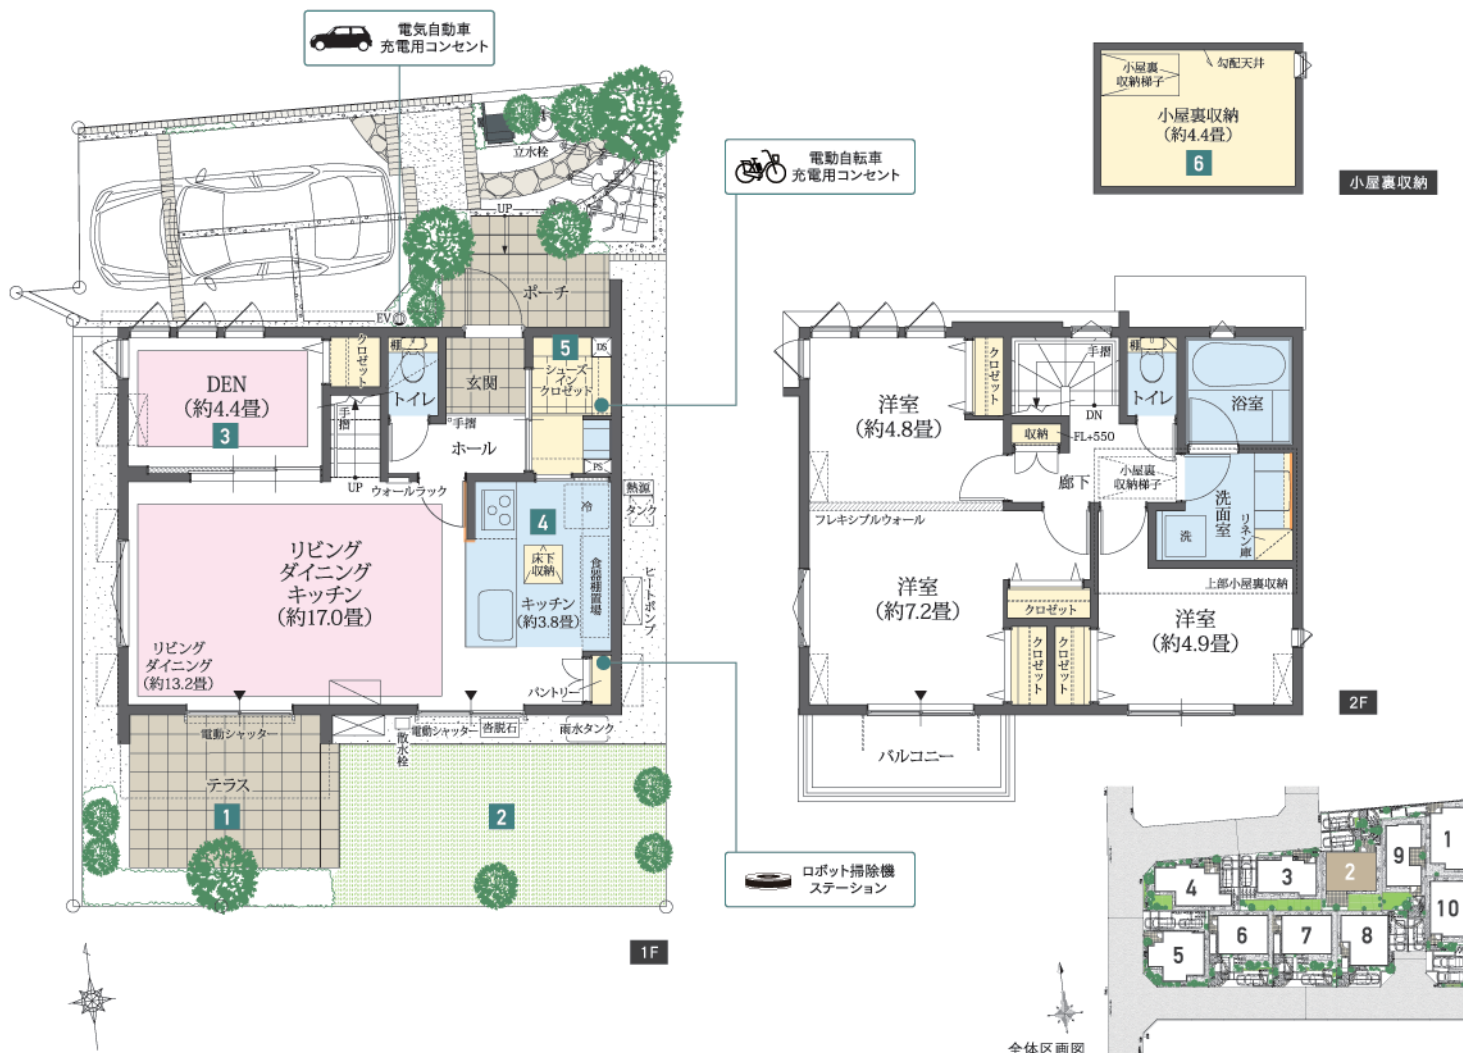 電気自動車
充電用コンセント
小屋裏
収納梯子
勾配天井
小屋裏収納
(約4.4畳)
6
小屋裏収納
電動自転車
充電用コンセント
立水栓
UP
ポーチ
EV
DEN
(約4.4畳)
3
クロゼット
棚
トイレ
玄関
5
DS
シューズ
イン
クロゼット
手摺
手摺
ホール
PS
UP
ウォールラック
冷
4
床下
収納
食器棚置場
キッチン
(約3.8畳)
熱源
タンク
ヒートポンプ
リビング
ダイニング
キッチン
(約17.0畳)
リビング
ダイニング
(約13.2畳)
パントリー
電動シャッター
散水栓
電動シャッター
沓脱石
雨水タンク
テラス
1
2
1F
ロボット掃除機
ステーション
洋室
(約4.8畳)
クロゼット
手摺
DN
棚
トイレ
浴室
収納
FL+550
廊下
小屋裏
収納梯子
洗面室
洗
リネン庫
フレキシブルウォール
洋室
(約7.2畳)
クロゼット
クロゼット
クロゼット
上部小屋裏収納
洋室
(約4.9畳)
バルコニー
2F
1
2
3
4
5
6
7
8
9
10
全体区画図